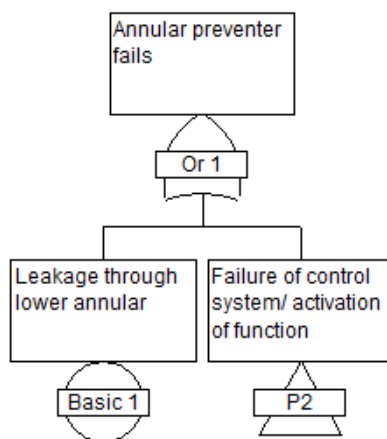 Annular preventer
fails
Or 1
Leakage through
lower annular
Failure of control
system/ activation
of function
Basic 1
P2